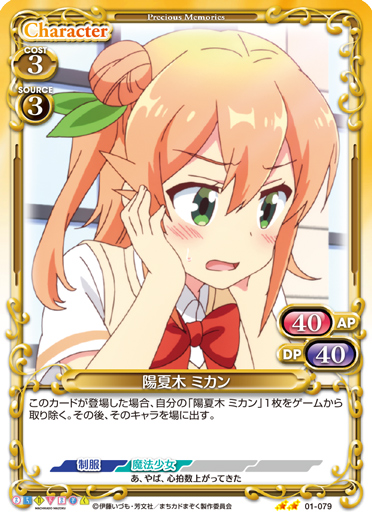 Precious Memories
Character
COST
3
SOURCE
3
40 AP
DP 40
陽夏木 ミカン
このカードが登場した場合、自分の「陽夏木 ミカン」1枚をゲームから
取り除く。その後、そのキャラを場に出す。
制服 魔法少女
あ、やば、心拍数上がってきた
©伊藤いづも・芳文社／まちカドまぞく製作委員会
01-079